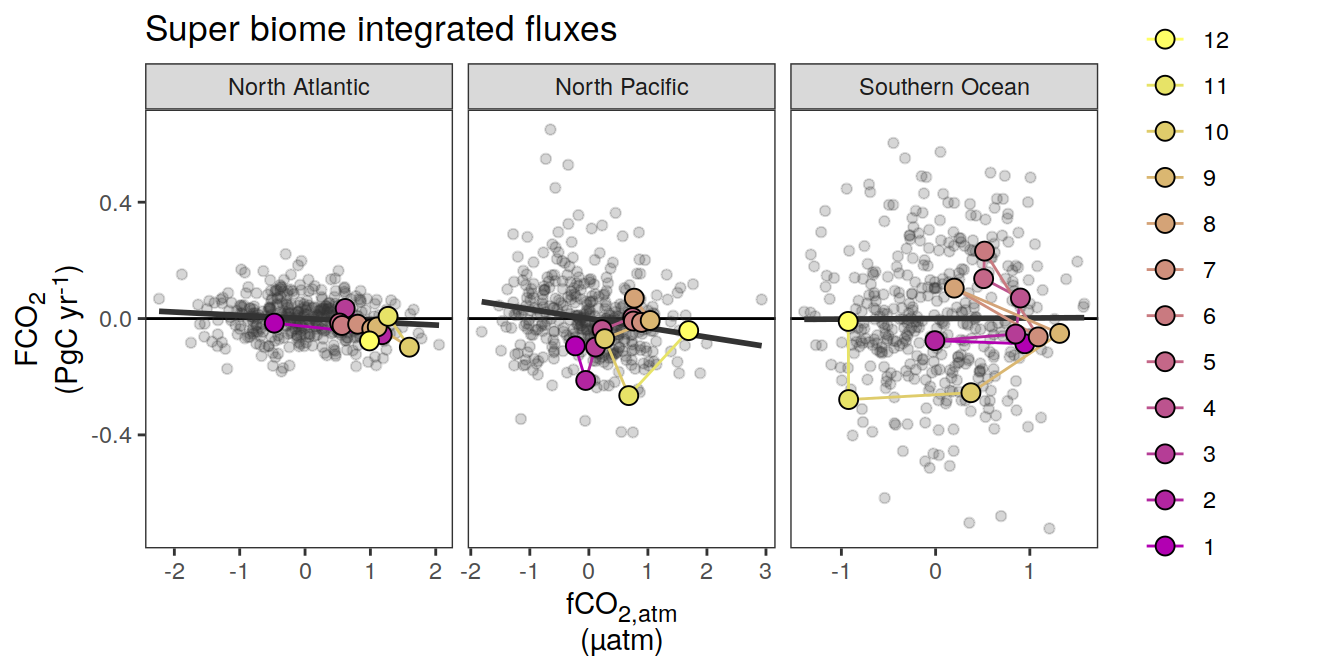 Super biome integrated fluxes
North Atlantic
North Pacific
Southern Ocean
FCO2
(PgC yr-1)
0.4
0.0
-0.4
-2 -1 0 1 2
-2 -1 0 1 2 3
-1 0 1
fCO2,atm
(µatm)
12
11
10
9
8
7
6
5
4
3
2
1